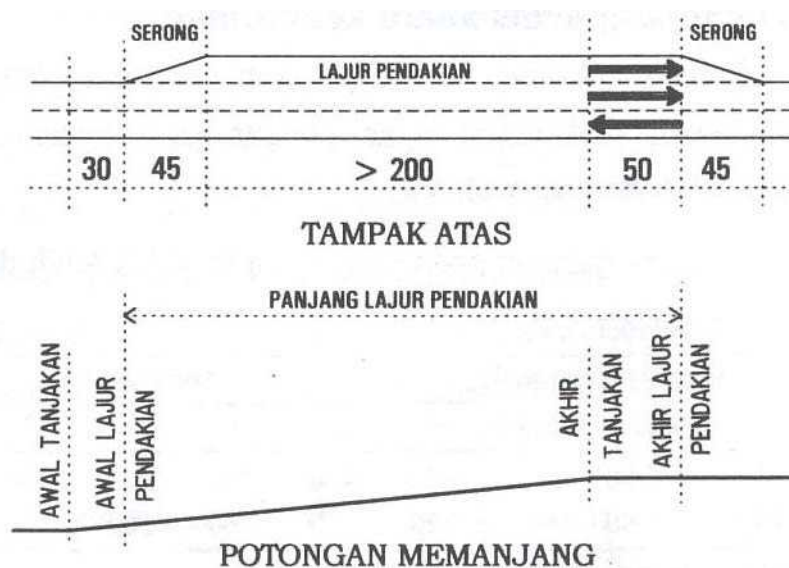 SERONG SERONG
LAJUR PENDAKIAN
30 45 > 200 50 45
TAMPAK ATAS
PANJANG LAJUR PENDAKIAN
AWAL TANJAKAN
AWAL LAJUR
PENDAKIAN
AKHIR
TANJAKAN
AKHIR LAJUR
PENDAKIAN
POTONGAN MEMANJANG